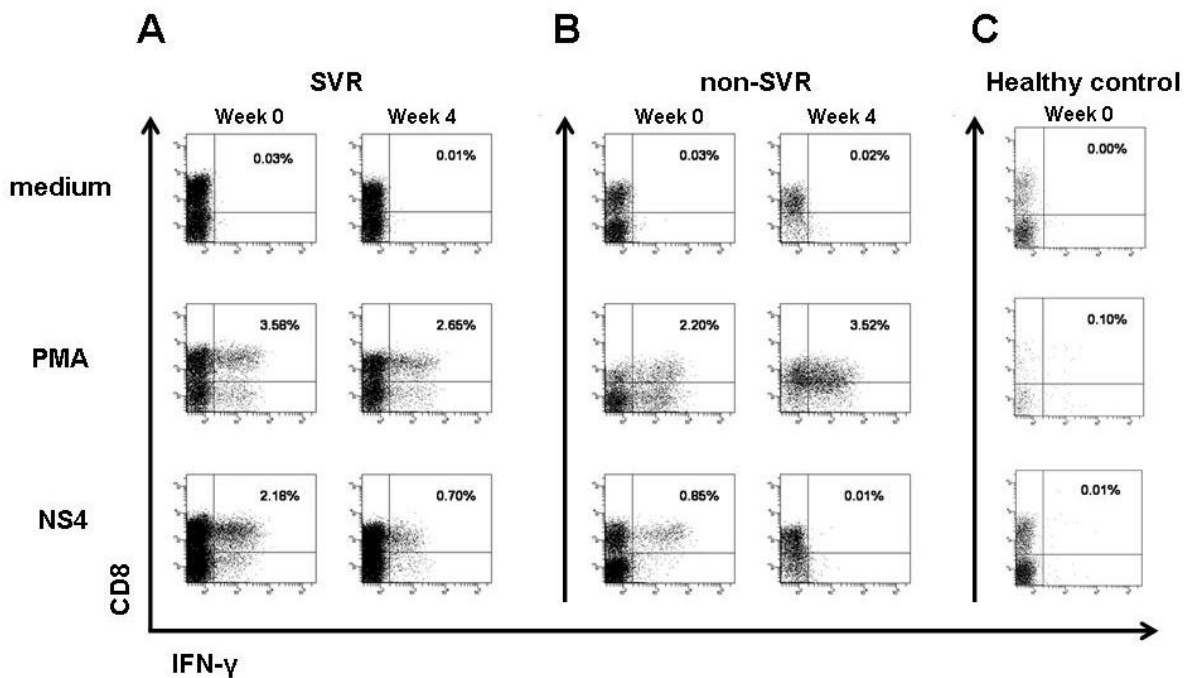 A B C
SVR non-SVR Healthy control
Week 0 Week 4 Week 0 Week 4 Week 0
medium 0.03% 0.01% 0.03% 0.02% 0.00%
PMA 3.58% 2.65% 2.20% 3.52% 0.10%
NS4 2.18% 0.70% 0.85% 0.01% 0.01%
CD8
IFN-γ